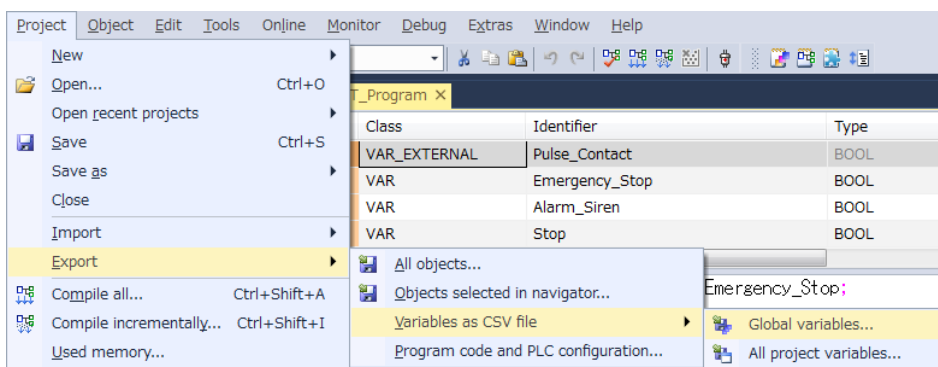 Project Object Edit Tools Online Monitor Debug Extras Window Help
New
Open... Ctrl+O
Open recent projects
Save Ctrl+S
Save as
Close
Import
Export
Compile all... Ctrl+Shift+A
Compile incrementally... Ctrl+Shift+I
Used memory...
T_Program ×
Class Identifier Type
VAR_EXTERNAL Pulse_Contact BOOL
VAR Emergency_Stop BOOL
VAR Alarm_Siren BOOL
VAR Stop BOOL
All objects...
Objects selected in navigator...
Variables as CSV file
Program code and PLC configuration...
Emergency_Stop;
Global variables...
All project variables...